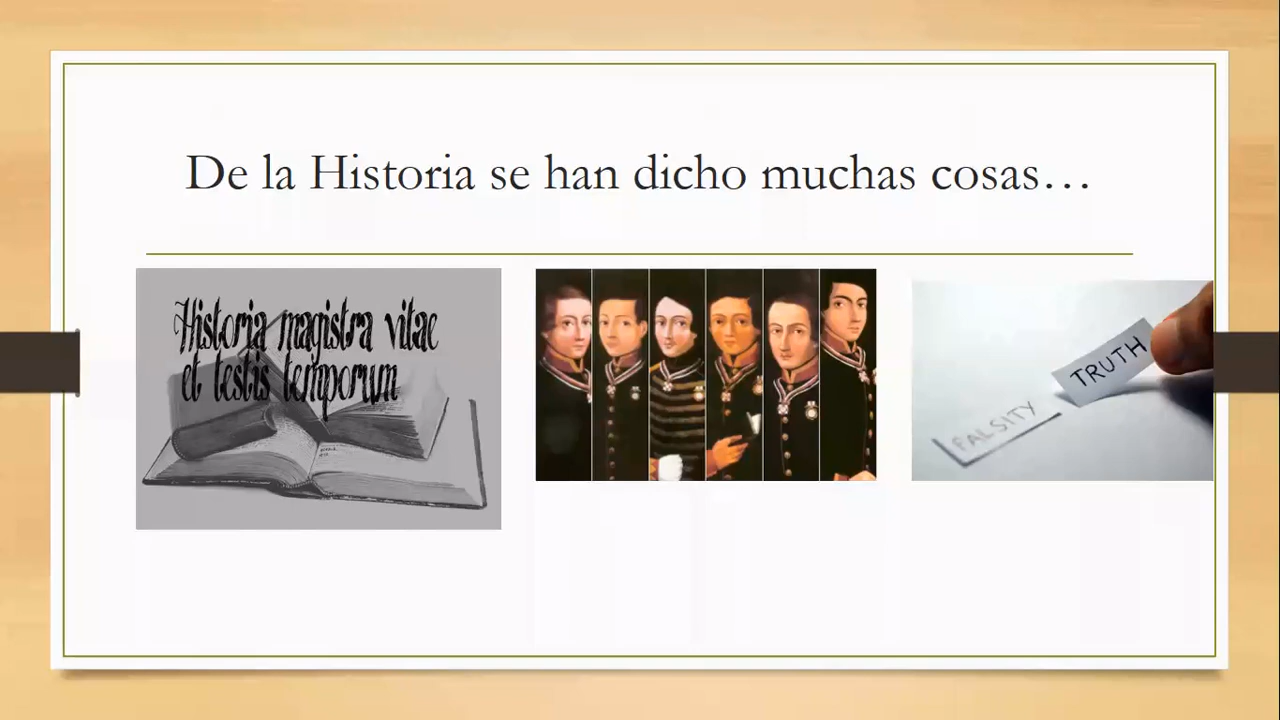 De la Historia se han dicho muchas cosas…
Historia magistra vitae
et testis temporum
TRUTH
FALSITY